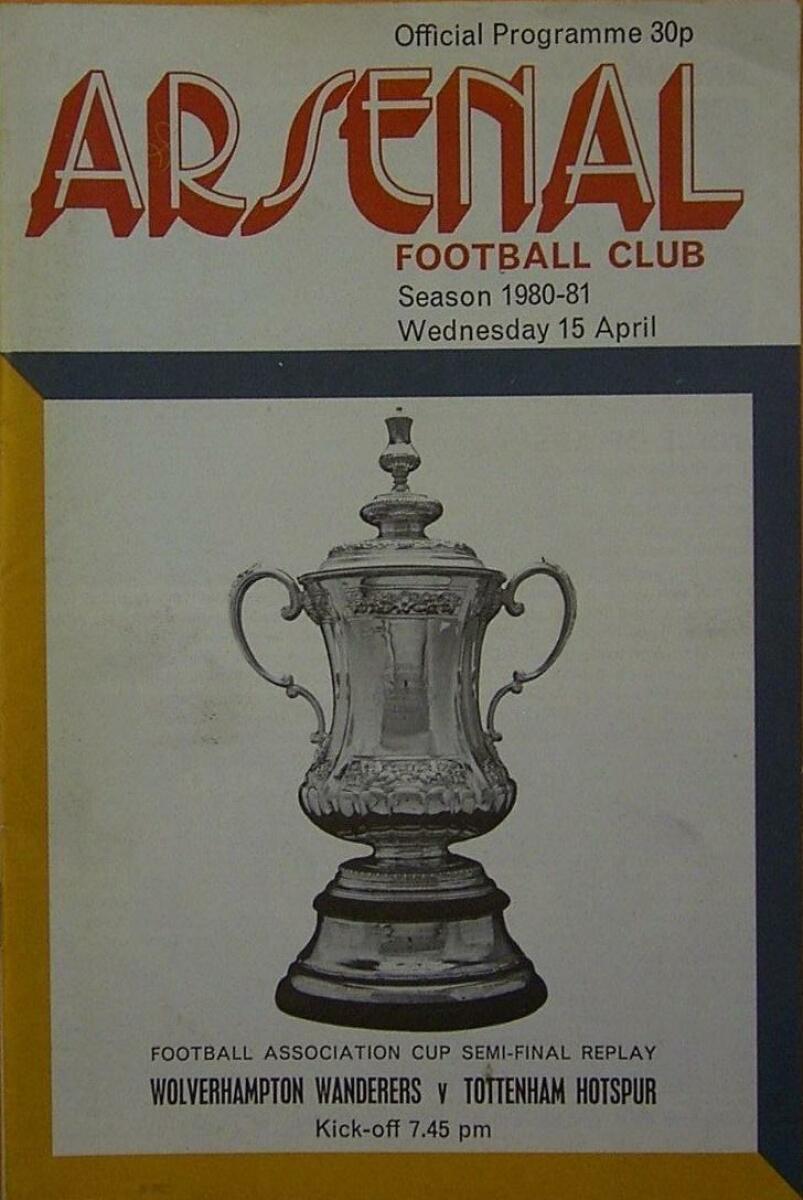 Official Programme 30p
ARSENAL
FOOTBALL CLUB
Season 1980-81
Wednesday 15 April
FOOTBALL ASSOCIATION CUP SEMI-FINAL REPLAY
WOLVERHAMPTON WANDERERS v TOTTENHAM HOTSPUR
Kick-off 7.45 pm